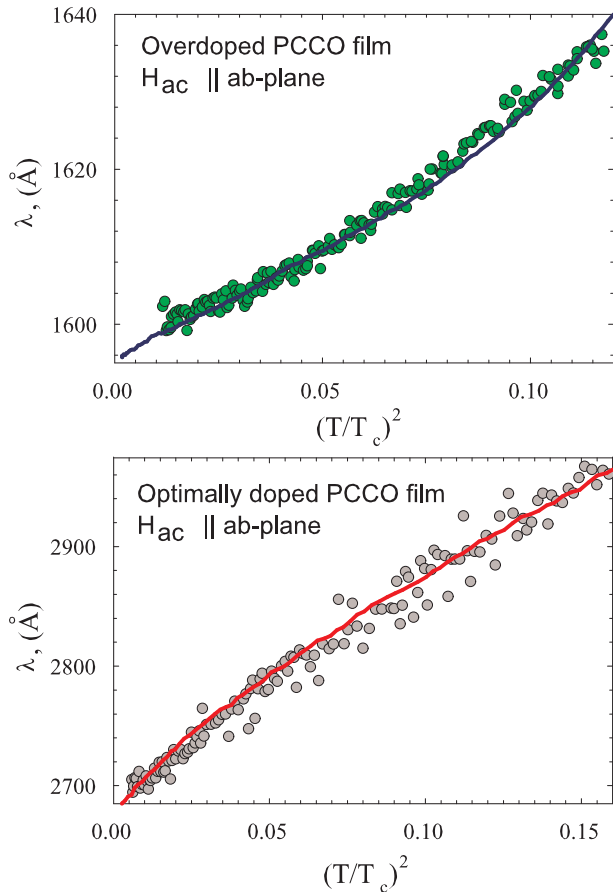 1640
Overdoped PCCO film
H_ac || ab-plane
1620
λ, (Å)
1600
0.00 0.05 0.10
(T/T_c)^2
Optimally doped PCCO film
H_ac || ab-plane
2900
λ, (Å)
2800
2700
0.00 0.05 0.10 0.15
(T/T_c)^2